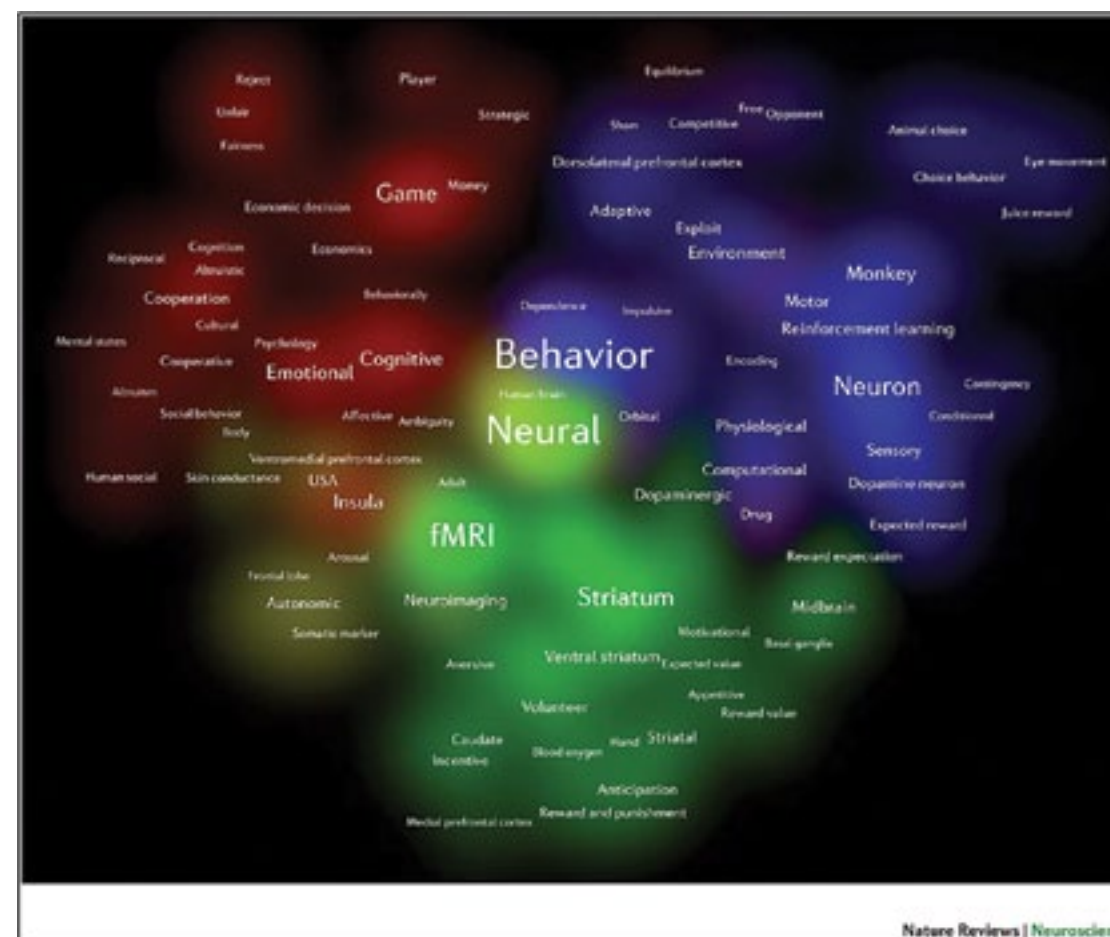 Equilibrium
Reject
Player
Unfair
Strategic
Free Opponent
Share Competitive
Animal choice
Fairness
Dorsolateral prefrontal cortex
Eye movement
Choice behavior
Game Money
Economic decision
Adaptive
Juice reward
Exploit
Cognition
Economics
Environment
Reciprocal
Altruistic
Monkey
Cooperation
Behaviorally
Motor
Dependence
Impulsive
Cultural
Reinforcement learning
Mental states
Psychology
Behavior
Cooperative
Cognitive
Encoding
Emotional
Neuron
Contingency
Altruism
Human brain
Social behavior
Affective Ambiguity
Neural
Orbital
Conditioned
Body
Physiological
Sensory
Ventromedial prefrontal cortex
Computational
Human social
Skin conductance
USA
Adult
Dopamine neuron
Insula
Dopaminergic
Drug
Expected reward
fMRI
Arousal
Reward expectation
Frontal lobe
Autonomic
Neuroimaging
Striatum
Midbrain
Somatic marker
Motivational
Basal ganglia
Aversive
Ventral striatum
Expected value
Appetitive
Volunteer
Reward value
Caudate
Hand
Striatal
Blood oxygen
Incentive
Anticipation
Reward and punishment
Medial prefrontal cortex
Nature Reviews | Neuroscien